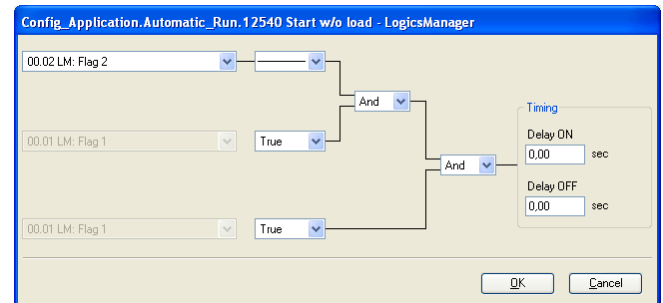 Config_Application.Automatic_Run.12540 Start w/o load - LogicsManager
00.02 LM: Flag 2
And
Timing
Delay ON
00.01 LM: Flag 1
True
0,00 sec
And
Delay OFF
0,00 sec
00.01 LM: Flag 1
True
OK
Cancel